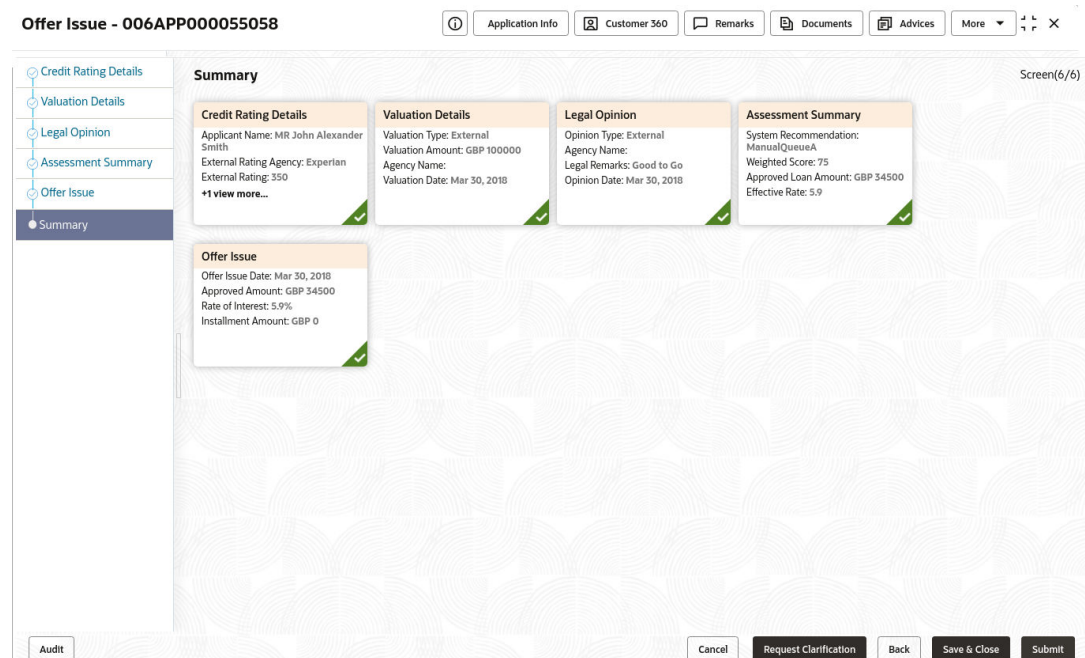 Offer Issue - 006APP000055058
Application Info
Customer 360
Remarks
Documents
Advices
More
Credit Rating Details
Valuation Details
Legal Opinion
Assessment Summary
Offer Issue
Summary
Summary
Screen(6/6)
Credit Rating Details
Applicant Name: MR John Alexander
Smith
External Rating Agency: Experian
External Rating: 350
+1 view more...
Valuation Details
Valuation Type: External
Valuation Amount: GBP 100000
Agency Name:
Valuation Date: Mar 30, 2018
Legal Opinion
Opinion Type: External
Agency Name:
Legal Remarks: Good to Go
Opinion Date: Mar 30, 2018
Assessment Summary
System Recommendation:
ManualQueueA
Weighted Score: 75
Approved Loan Amount: GBP 34500
Effective Rate: 5.9
Offer Issue
Offer Issue Date: Mar 30, 2018
Approved Amount: GBP 34500
Rate of Interest: 5.9%
Installment Amount: GBP 0
Audit
Cancel
Request Clarification
Back
Save & Close
Submit